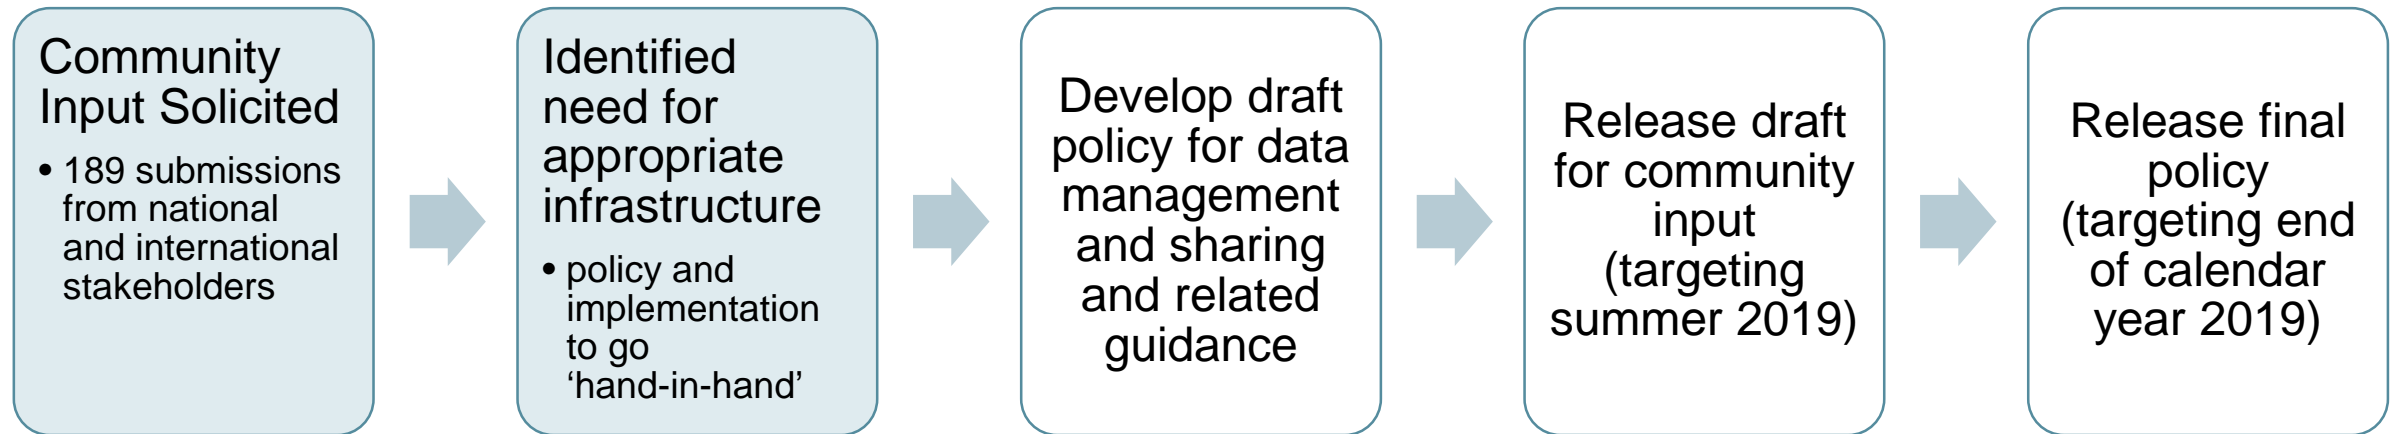 Community
Input Solicited
• 189 submissions
from national
and international
stakeholders
Identified
need for
appropriate
infrastructure
• policy and
implementation
to go
‘hand-in-hand’
Develop draft
policy for data
management
and sharing
and related
guidance
Release draft
for community
input
(targeting
summer 2019)
Release final
policy
(targeting end
of calendar
year 2019)